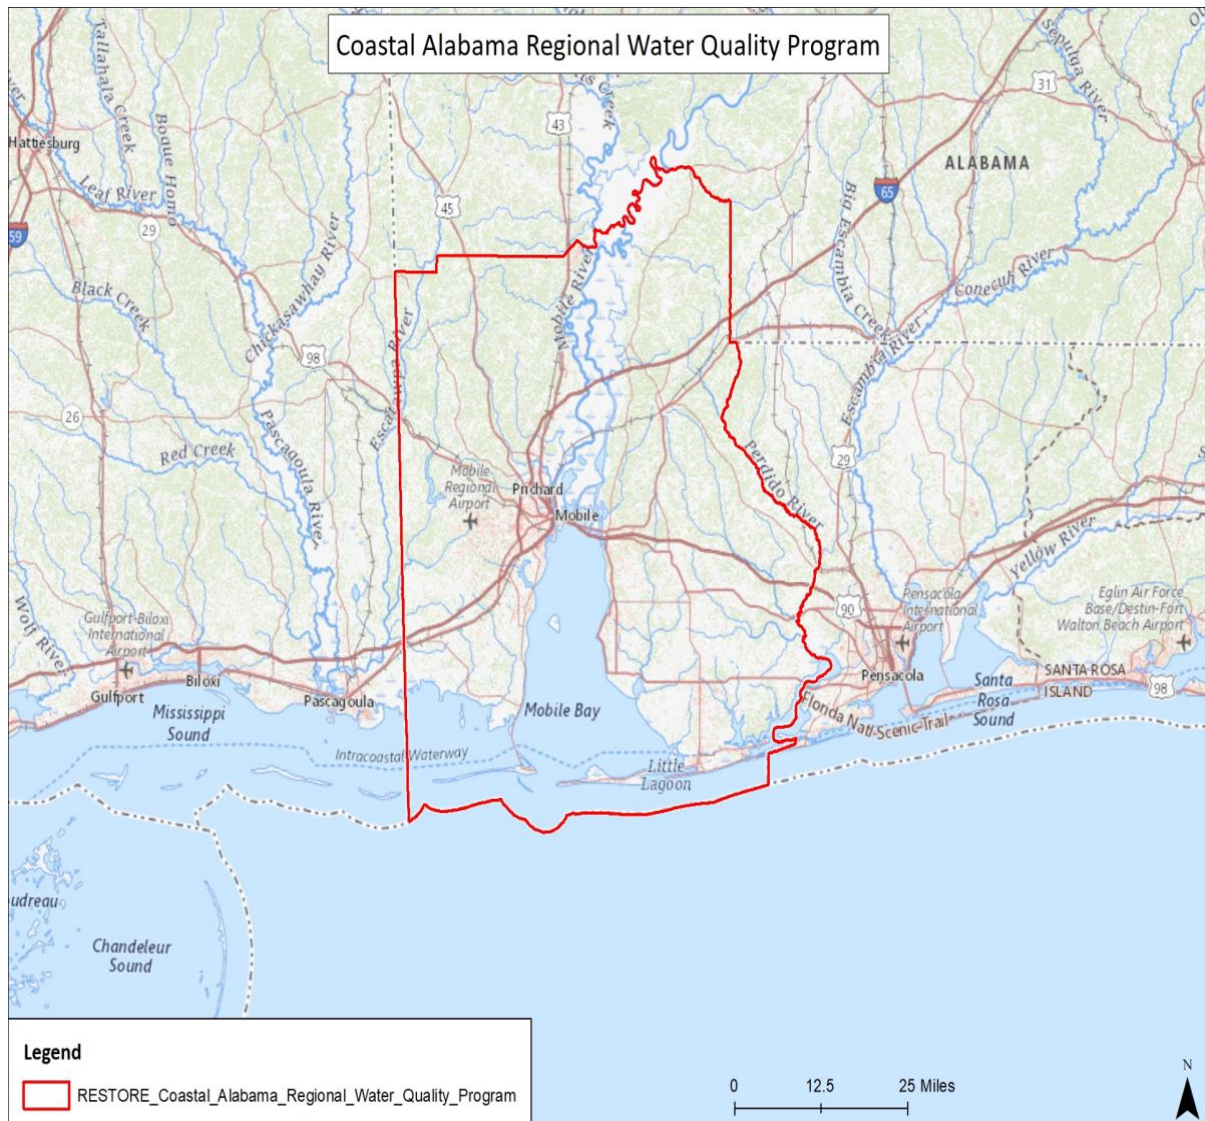 Coastal Alabama Regional Water Quality Program
Tallahala Creek
Bogue Homo
Creek
Sepulga River
31
43
Hattiesburg
ALABAMA
Leaf River
45
65
Big Escambia Creek
29
59
Chickasawhay River
Mobile River
Conecuh River
Black Creek
98
Escatawpa River
Escambia River
26
Pascagoula River
Red Creek
Perdido River
29
Mobile
Regional
Airport
Prichard
Mobile
Yellow River
Wolf River
Gulfport-Biloxi
International
Airport
90
Pensacola
International
Airport
Eglin Air Force
Base/Destin-Fort
Walton Beach Airport
Biloxi
Gulfport
Pascagoula
Pensacola
SANTA ROSA
ISLAND
98
Santa
Rosa
Sound
Mississippi
Sound
Mobile Bay
Florida Natl Scenic Trail
Intracoastal Waterway
Little
Lagoon
oudreau
Chandeleur
Sound
Legend
RESTORE_Coastal_Alabama_Regional_Water_Quality_Program
0 12.5 25 Miles
N